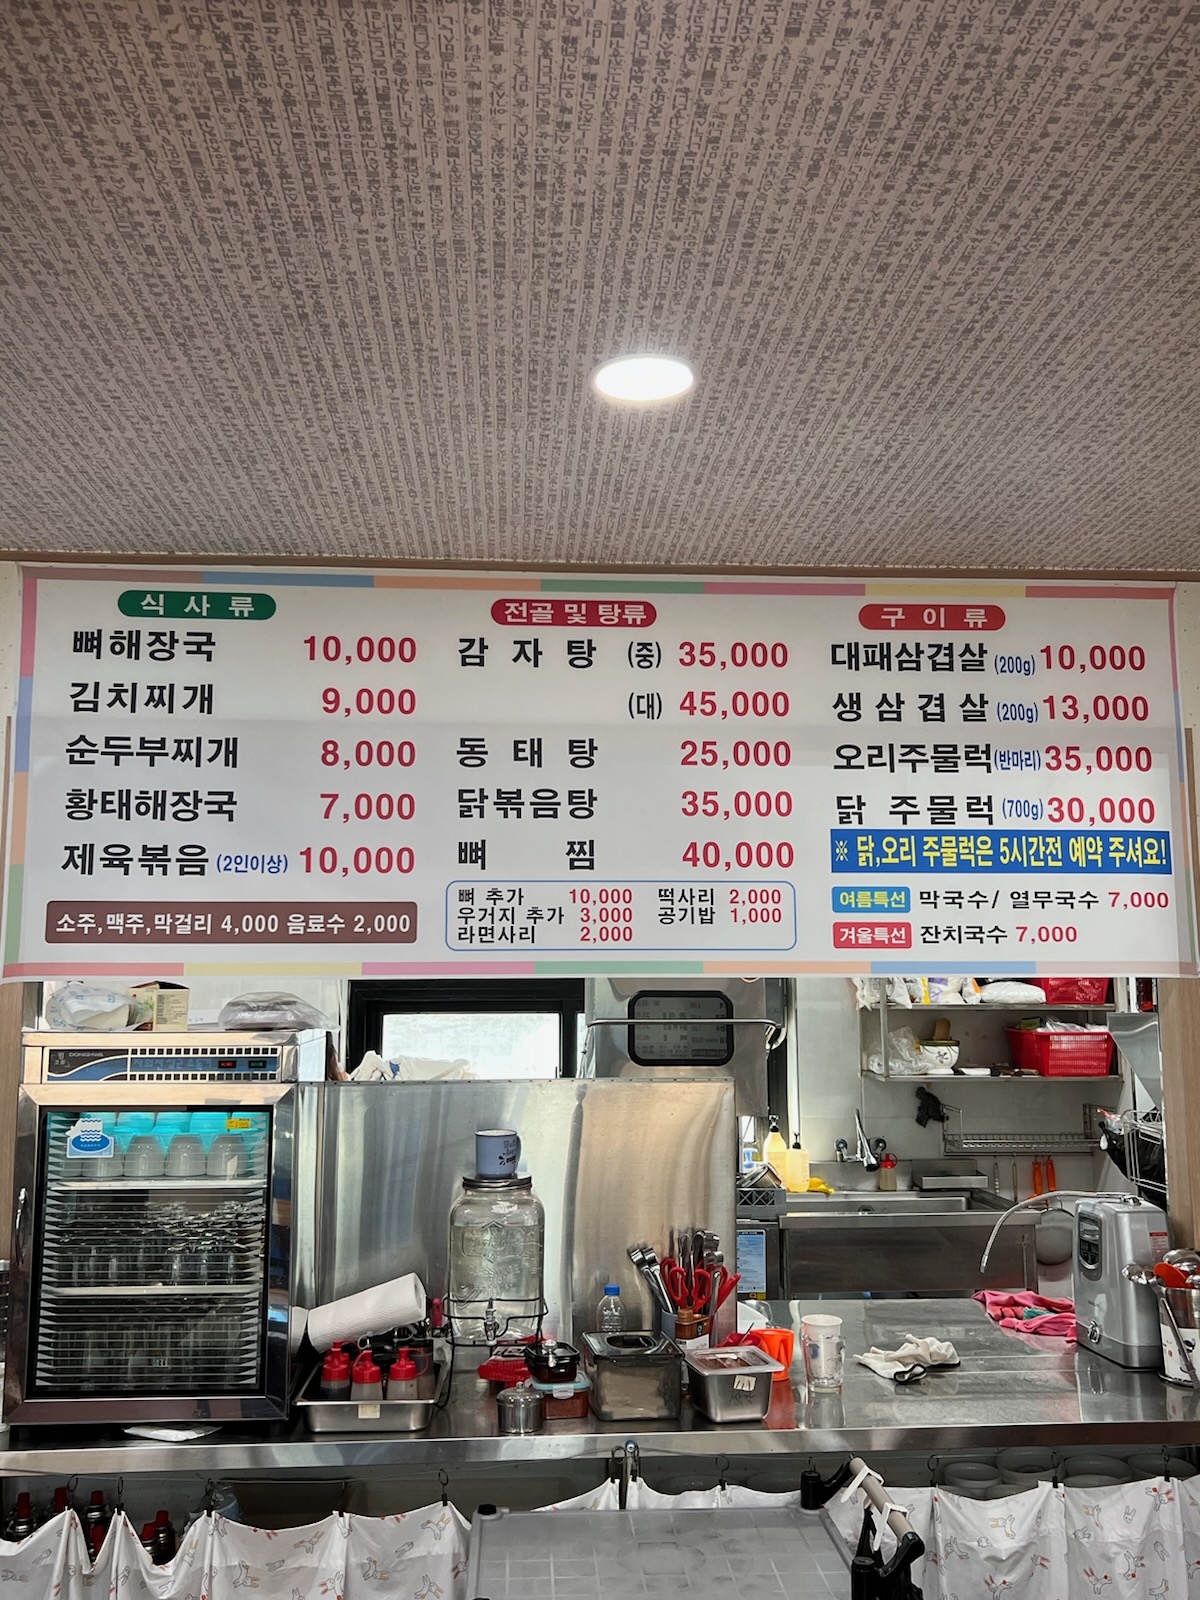 식사류
뼈해장국 10,000
김치찌개 9,000
순두부찌개 8,000
황태해장국 7,000
제육볶음 (2인이상) 10,000
소주,맥주,막걸리 4,000 음료수 2,000
전골 및 탕류
감자탕 (중) 35,000
(대) 45,000
동태탕 25,000
닭볶음탕 35,000
뼈찜 40,000
뼈 추가 10,000 떡사리 2,000
우거지 추가 3,000 공기밥 1,000
라면사리 2,000
구이류
대패삼겹살 (200g) 10,000
생삼겹살 (200g) 13,000
오리주물럭 (반마리) 35,000
닭 주물럭 (700g) 30,000
※ 닭,오리 주물럭은 5시간전 예약 주셔요!
여름특선 막국수/ 열무국수 7,000
겨울특선 잔치국수 7,000
DONGHWA